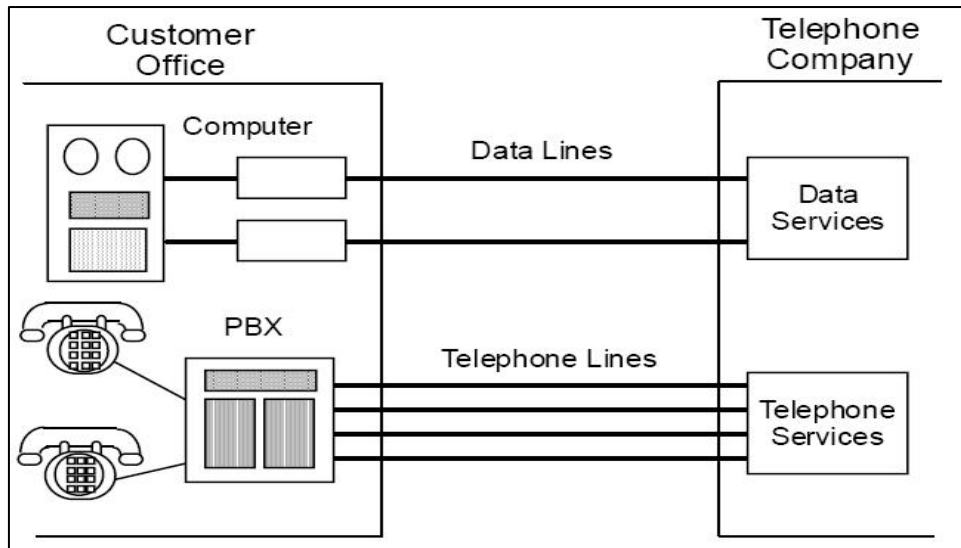 Customer
Office
Telephone
Company
Computer
Data Lines
Data
Services
PBX
Telephone Lines
Telephone
Services